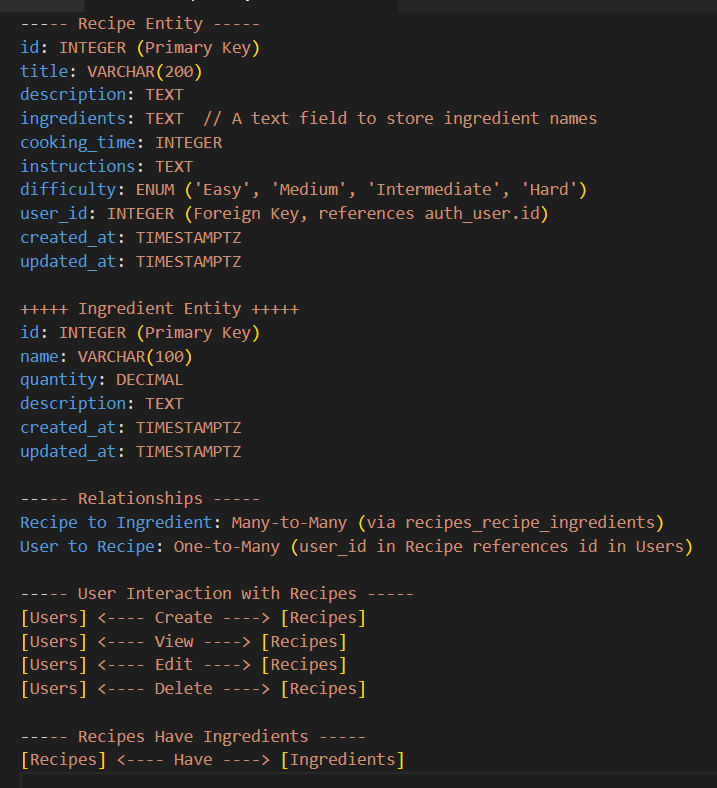 ----- Recipe Entity -----
id: INTEGER (Primary Key)
title: VARCHAR(200)
description: TEXT
ingredients: TEXT  // A text field to store ingredient names
cooking_time: INTEGER
instructions: TEXT
difficulty: ENUM ('Easy', 'Medium', 'Intermediate', 'Hard')
user_id: INTEGER (Foreign Key, references auth_user.id)
created_at: TIMESTAMPTZ
updated_at: TIMESTAMPTZ

+++++ Ingredient Entity +++++
id: INTEGER (Primary Key)
name: VARCHAR(100)
quantity: DECIMAL
description: TEXT
created_at: TIMESTAMPTZ
updated_at: TIMESTAMPTZ

----- Relationships -----
Recipe to Ingredient: Many-to-Many (via recipes_recipe_ingredients)
User to Recipe: One-to-Many (user_id in Recipe references id in Users)

----- User Interaction with Recipes -----
[Users] <---- Create ----> [Recipes]
[Users] <---- View ----> [Recipes]
[Users] <---- Edit ----> [Recipes]
[Users] <---- Delete ----> [Recipes]

----- Recipes Have Ingredients -----
[Recipes] <---- Have ----> [Ingredients]